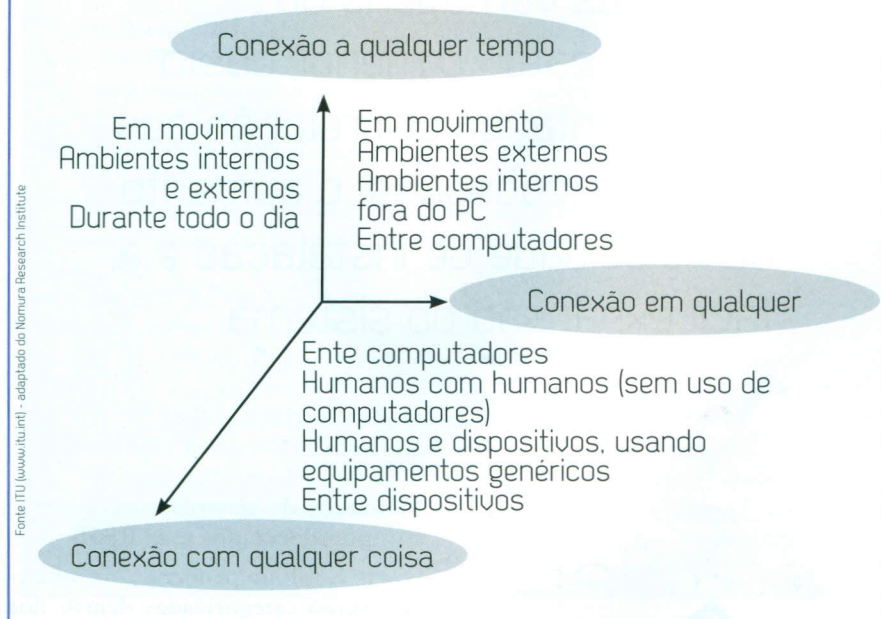 Conexão a qualquer tempo
Em movimento
Ambientes internos
e externos
Durante todo o dia
Em movimento
Ambientes externos
Ambientes internos
fora do PC
Entre computadores
Conexão em qualquer
Ente computadores
Humanos com humanos (sem uso de
computadores)
Humanos e dispositivos, usando
equipamentos genéricos
Entre dispositivos
Conexão com qualquer coisa
Fonte ITU (www.itu.int) - adaptado do Nomura Research Institute